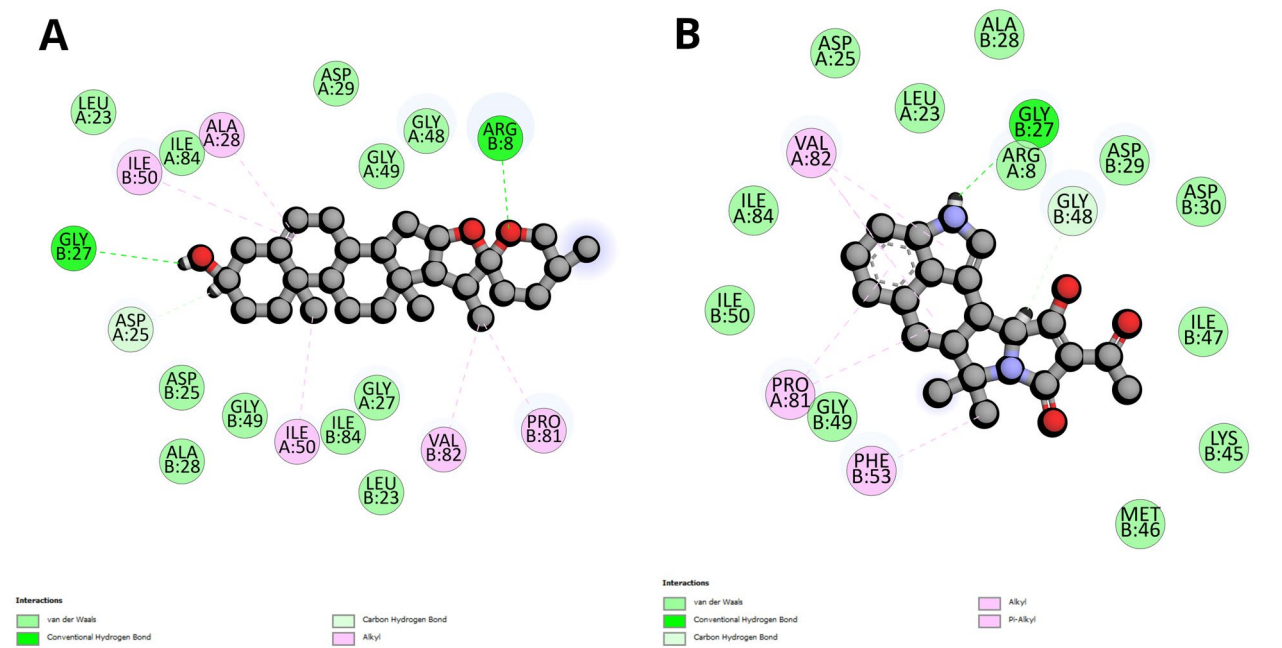 A
LEU
A:23
ILE
A:84
ALA
A:28
ILE
B:50
ASP
A:29
GLY
A:48
GLY
A:49
ARG
B:8
GLY
B:27
ASP
A:25
ASP
B:25
GLY
B:49
ALA
B:28
ILE
A:50
ILE
B:84
GLY
A:27
LEU
B:23
VAL
B:82
PRO
B:81
Interactions
van der Waals
Conventional Hydrogen Bond
Carbon Hydrogen Bond
Alkyl
B
ASP
A:25
ALA
B:28
LEU
A:23
GLY
B:27
ARG
A:8
VAL
A:82
ASP
B:29
ASP
B:30
GLY
B:48
ILE
A:84
ILE
B:50
ILE
B:47
PRO
A:81
GLY
B:49
PHE
B:53
LYS
B:45
MET
B:46
Interactions
van der Waals
Conventional Hydrogen Bond
Carbon Hydrogen Bond
Alkyl
Pi-Alkyl